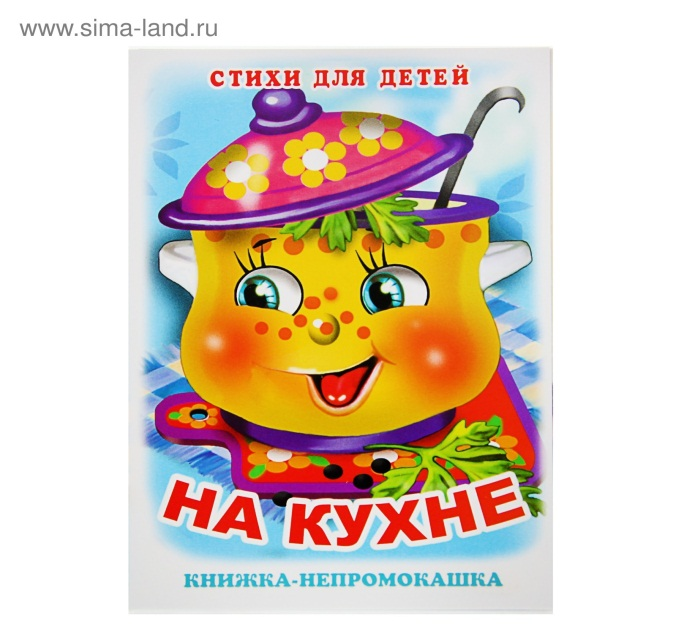 www.sima-land.ru
СТИХИ ДЛЯ ДЕТЕЙ
НА КУХНЕ
КНИЖКА-НЕПРОМОКАШКА